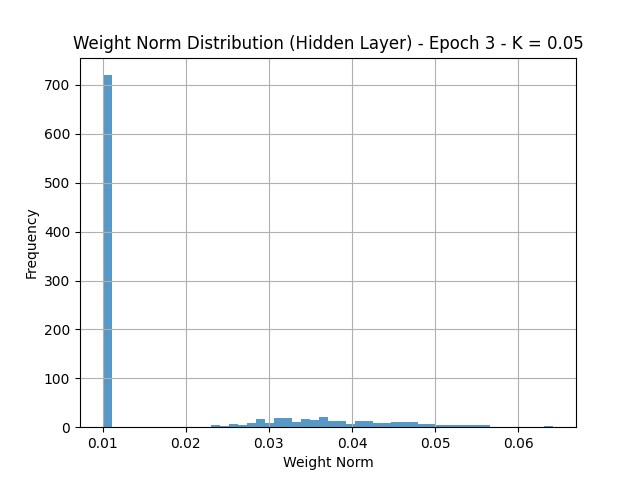 Weight Norm Distribution (Hidden Layer) - Epoch 3 - K = 0.05
700
600
500
400
300
200
100
0
Frequency
0.01 0.02 0.03 0.04 0.05 0.06
Weight Norm